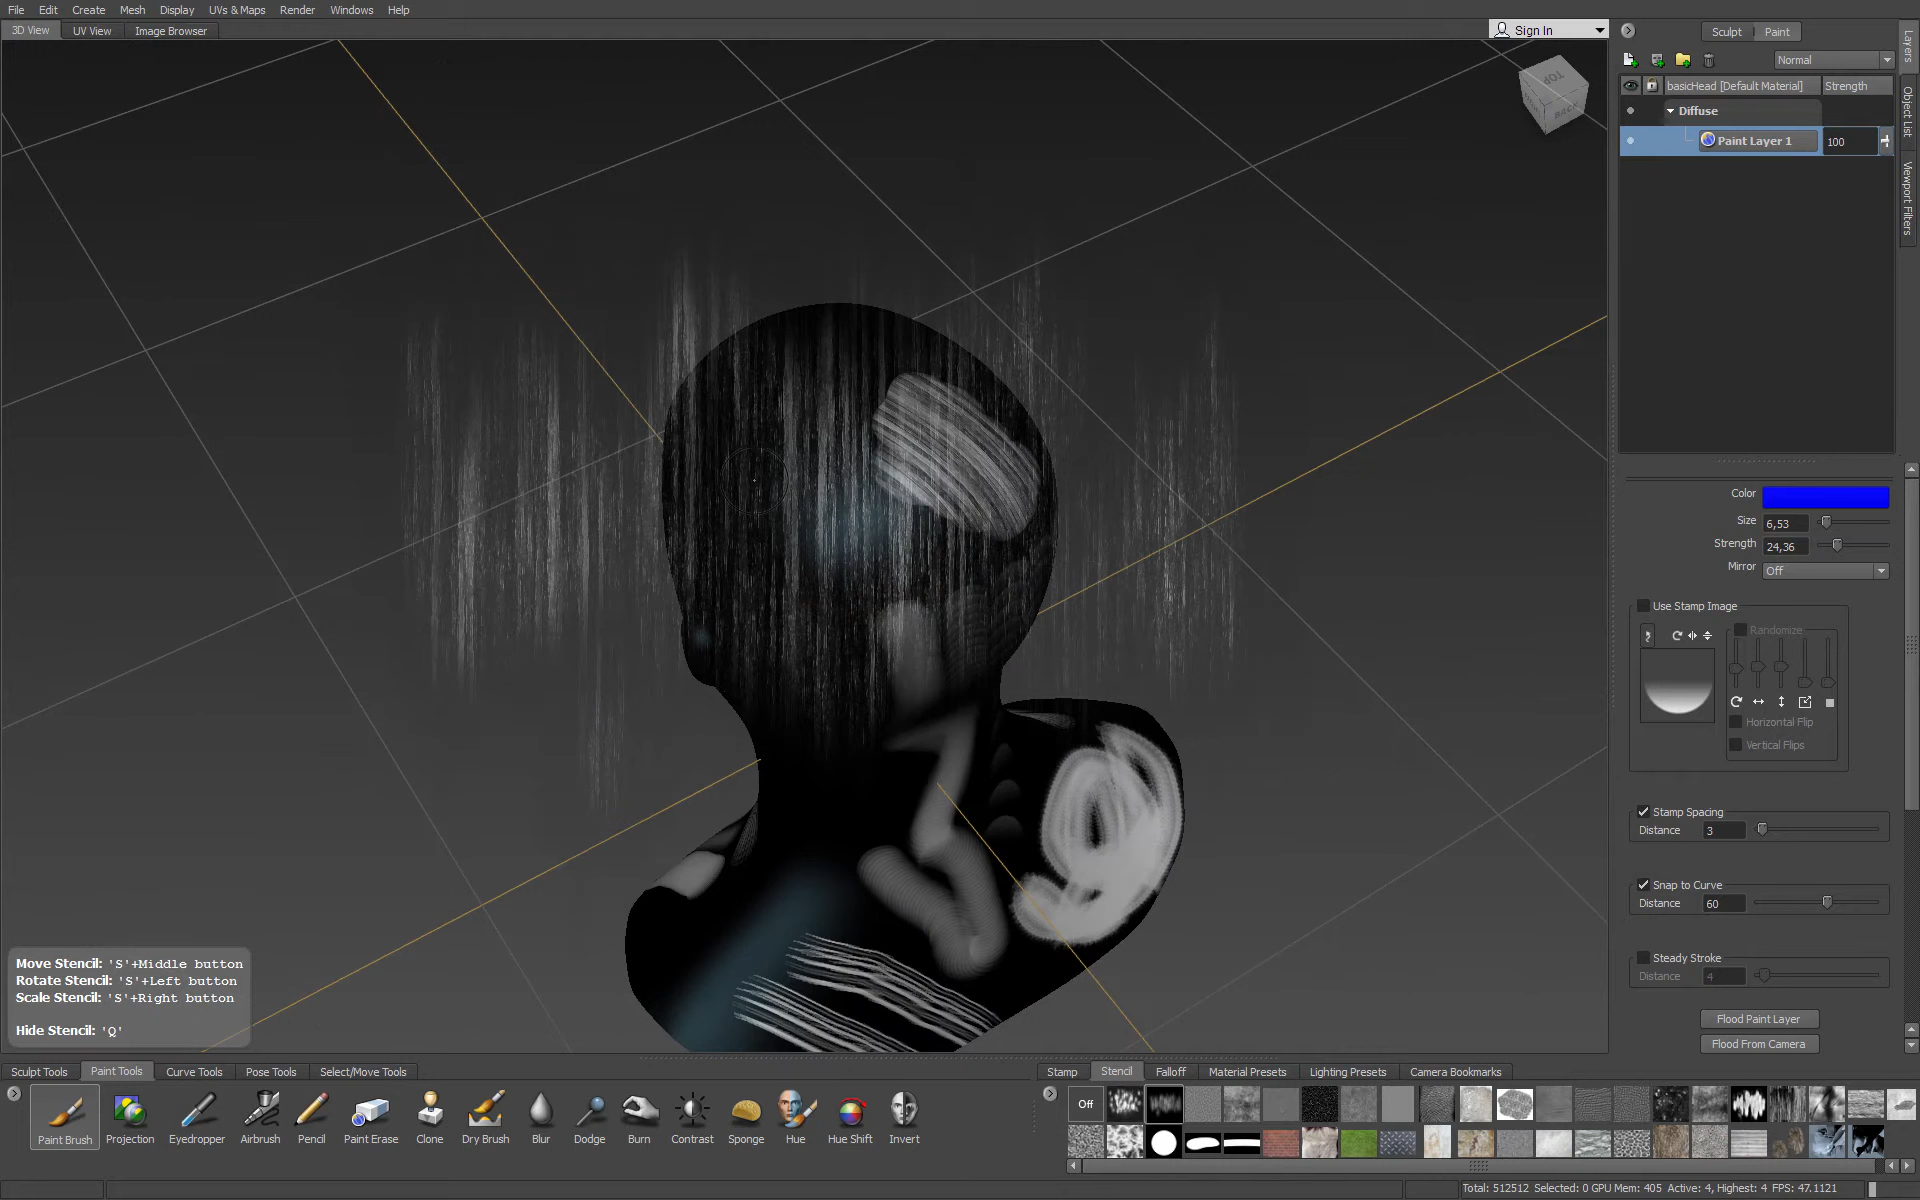 File Edit Create Mesh Display UVs & Maps Render Windows Help
3D View UV View Image Browser
Sign In
Sculpt Paint
Normal
basicHead [Default Material] Strength
Diffuse
Paint Layer 1 100
Layers
Object List
Viewport Filters
TOP
BACK
Color
Size 6,53
Strength 24,36
Mirror Off
Use Stamp Image
Randomize
Horizontal Flip
Vertical Flips
Stamp Spacing
Distance 3
Snap to Curve
Distance 60
Steady Stroke
Distance 4
Flood Paint Layer
Flood From Camera
Move Stencil: 'S'+Middle button
Rotate Stencil: 'S'+Left button
Scale Stencil: 'S'+Right button
Hide Stencil: 'Q'
Sculpt Tools Paint Tools Curve Tools Pose Tools Select/Move Tools
Stamp Stencil Falloff Material Presets Lighting Presets Camera Bookmarks
Off
Paint Brush Projection Eyedropper Airbrush Pencil Paint Erase Clone Dry Brush Blur Dodge Burn Contrast Sponge Hue Hue Shift Invert
Total: 512512 Selected: 0 GPU Mem: 405 Active: 4, Highest: 4 FPS: 47.1121